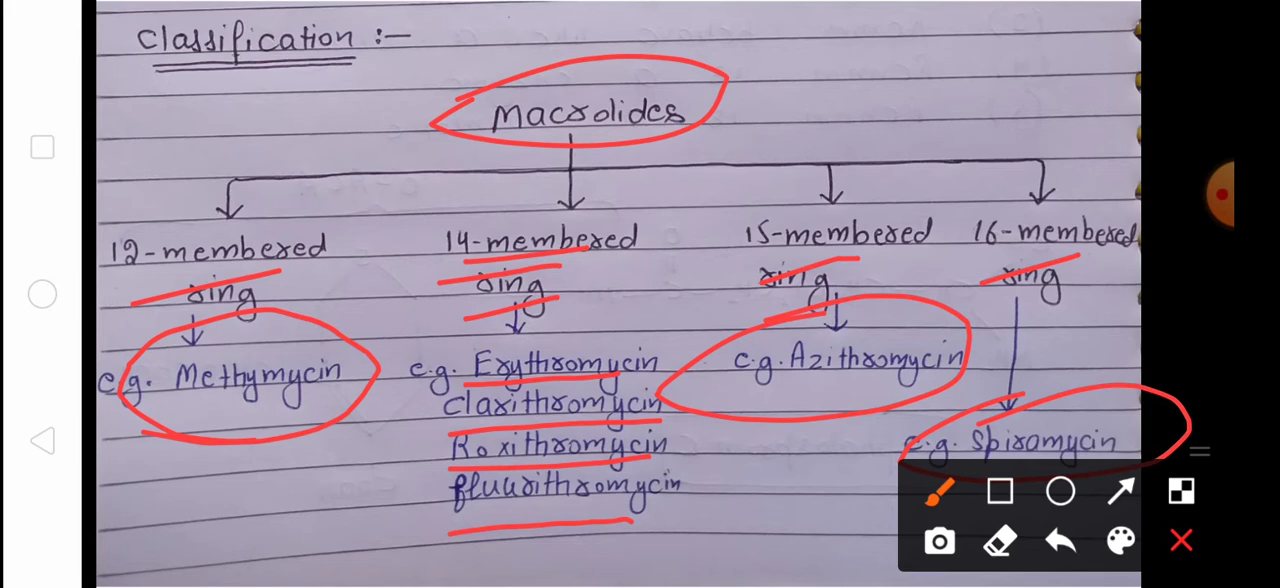 Classification :-
Macrolides
12-membered ring
14-membered ring
15-membered ring
16-membered ring
e.g. Methymycin
e.g. Erythromycin
Clarithromycin
Roxithromycin
fluurithromycin
e.g. Azithromycin
e.g. Spiramycin